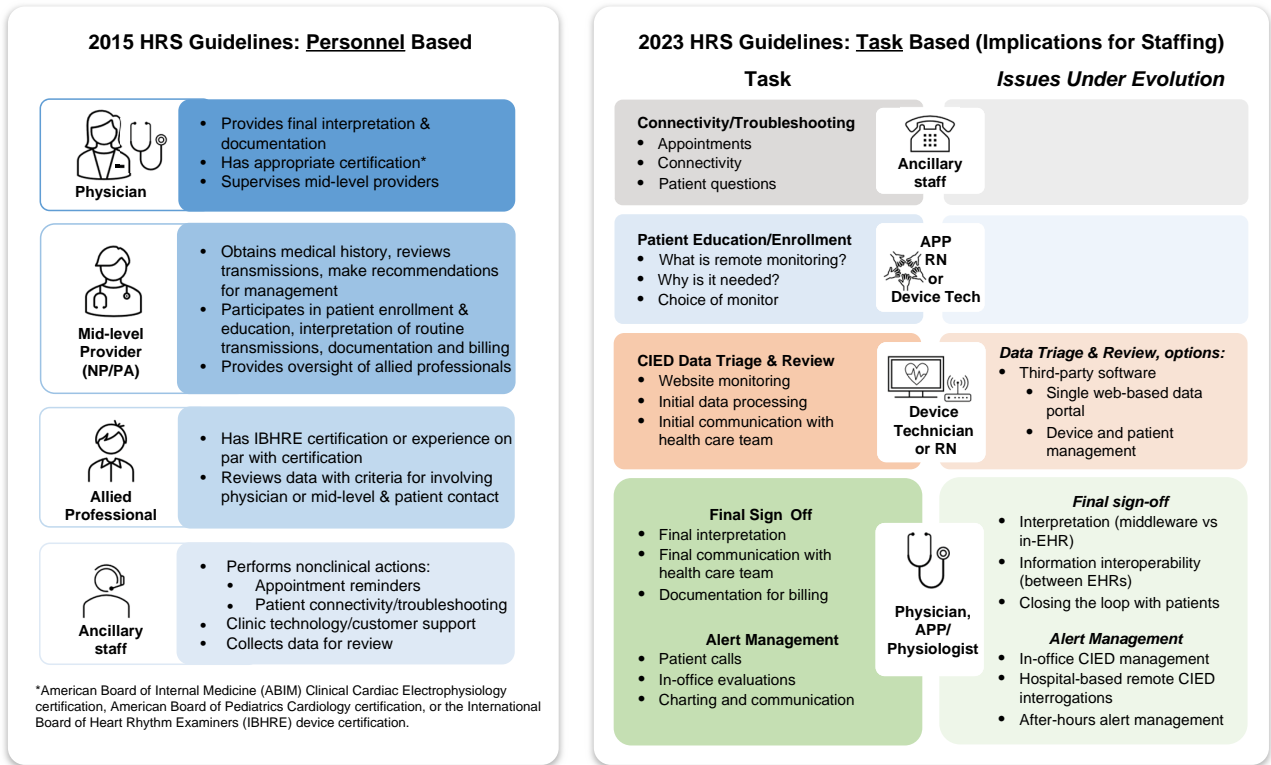 2015 HRS Guidelines: Personnel Based
Physician
• Provides final interpretation &
documentation
• Has appropriate certification*
• Supervises mid-level providers
Mid-level
Provider
(NP/PA)
• Obtains medical history, reviews
transmissions, make recommendations
for management
• Participates in patient enrollment &
education, interpretation of routine
transmissions, documentation and billing
• Provides oversight of allied professionals
Allied
Professional
• Has IBHRE certification or experience on
par with certification
• Reviews data with criteria for involving
physician or mid-level & patient contact
Ancillary
staff
• Performs nonclinical actions:
• Appointment reminders
• Patient connectivity/troubleshooting
• Clinic technology/customer support
• Collects data for review
*American Board of Internal Medicine (ABIM) Clinical Cardiac Electrophysiology
certification, American Board of Pediatrics Cardiology certification, or the International
Board of Heart Rhythm Examiners (IBHRE) device certification.
2023 HRS Guidelines: Task Based (Implications for Staffing)
Task
Issues Under Evolution
Connectivity/Troubleshooting
• Appointments
• Connectivity
• Patient questions
Ancillary
staff
Patient Education/Enrollment
• What is remote monitoring?
• Why is it needed?
• Choice of monitor
APP
RN
or
Device Tech
CIED Data Triage & Review
• Website monitoring
• Initial data processing
• Initial communication with
health care team
Device
Technician
or RN
Data Triage & Review, options:
• Third-party software
• Single web-based data
portal
• Device and patient
management
Final Sign Off
• Final interpretation
• Final communication with
health care team
• Documentation for billing
Alert Management
• Patient calls
• In-office evaluations
• Charting and communication
Physician,
APP/
Physiologist
Final sign-off
• Interpretation (middleware vs
in-EHR)
• Information interoperability
(between EHRs)
• Closing the loop with patients
Alert Management
• In-office CIED management
• Hospital-based remote CIED
interrogations
• After-hours alert management